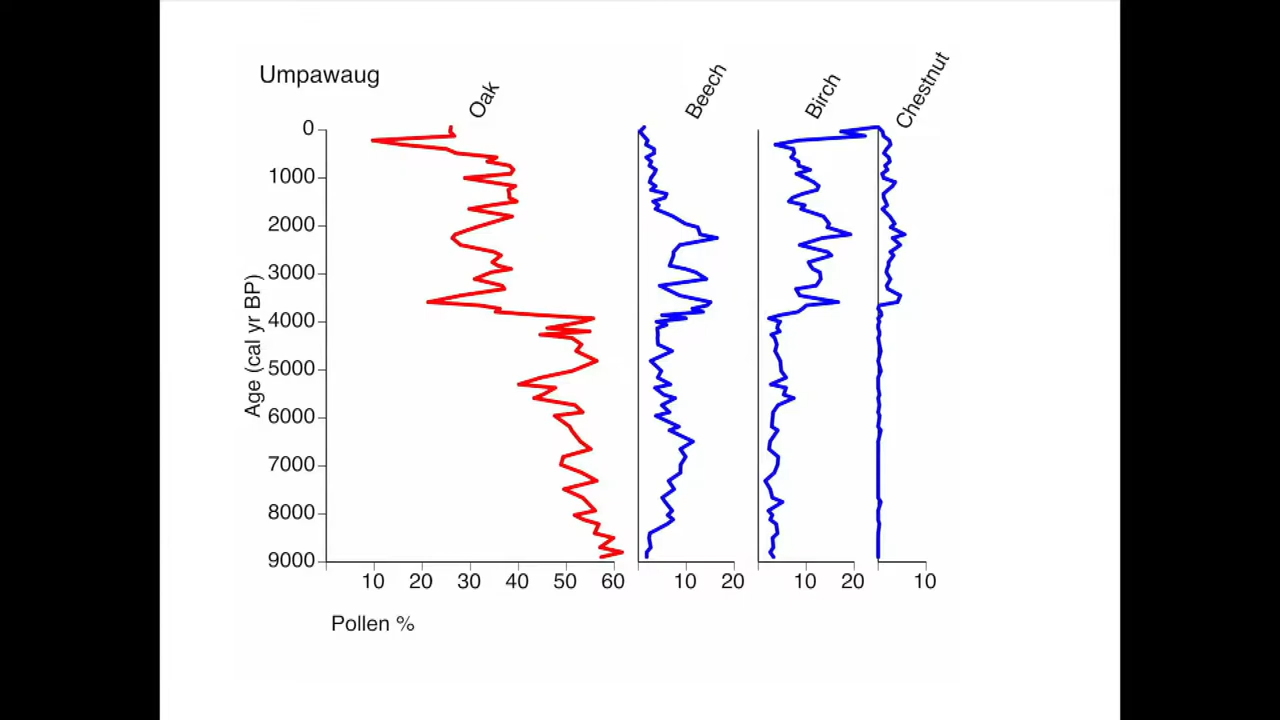 Umpawaug
Oak
Beech
Birch
Chestnut
Age (cal yr BP)
0
1000
2000
3000
4000
5000
6000
7000
8000
9000
10 20 30 40 50 60 10 20 10 20 10
Pollen %